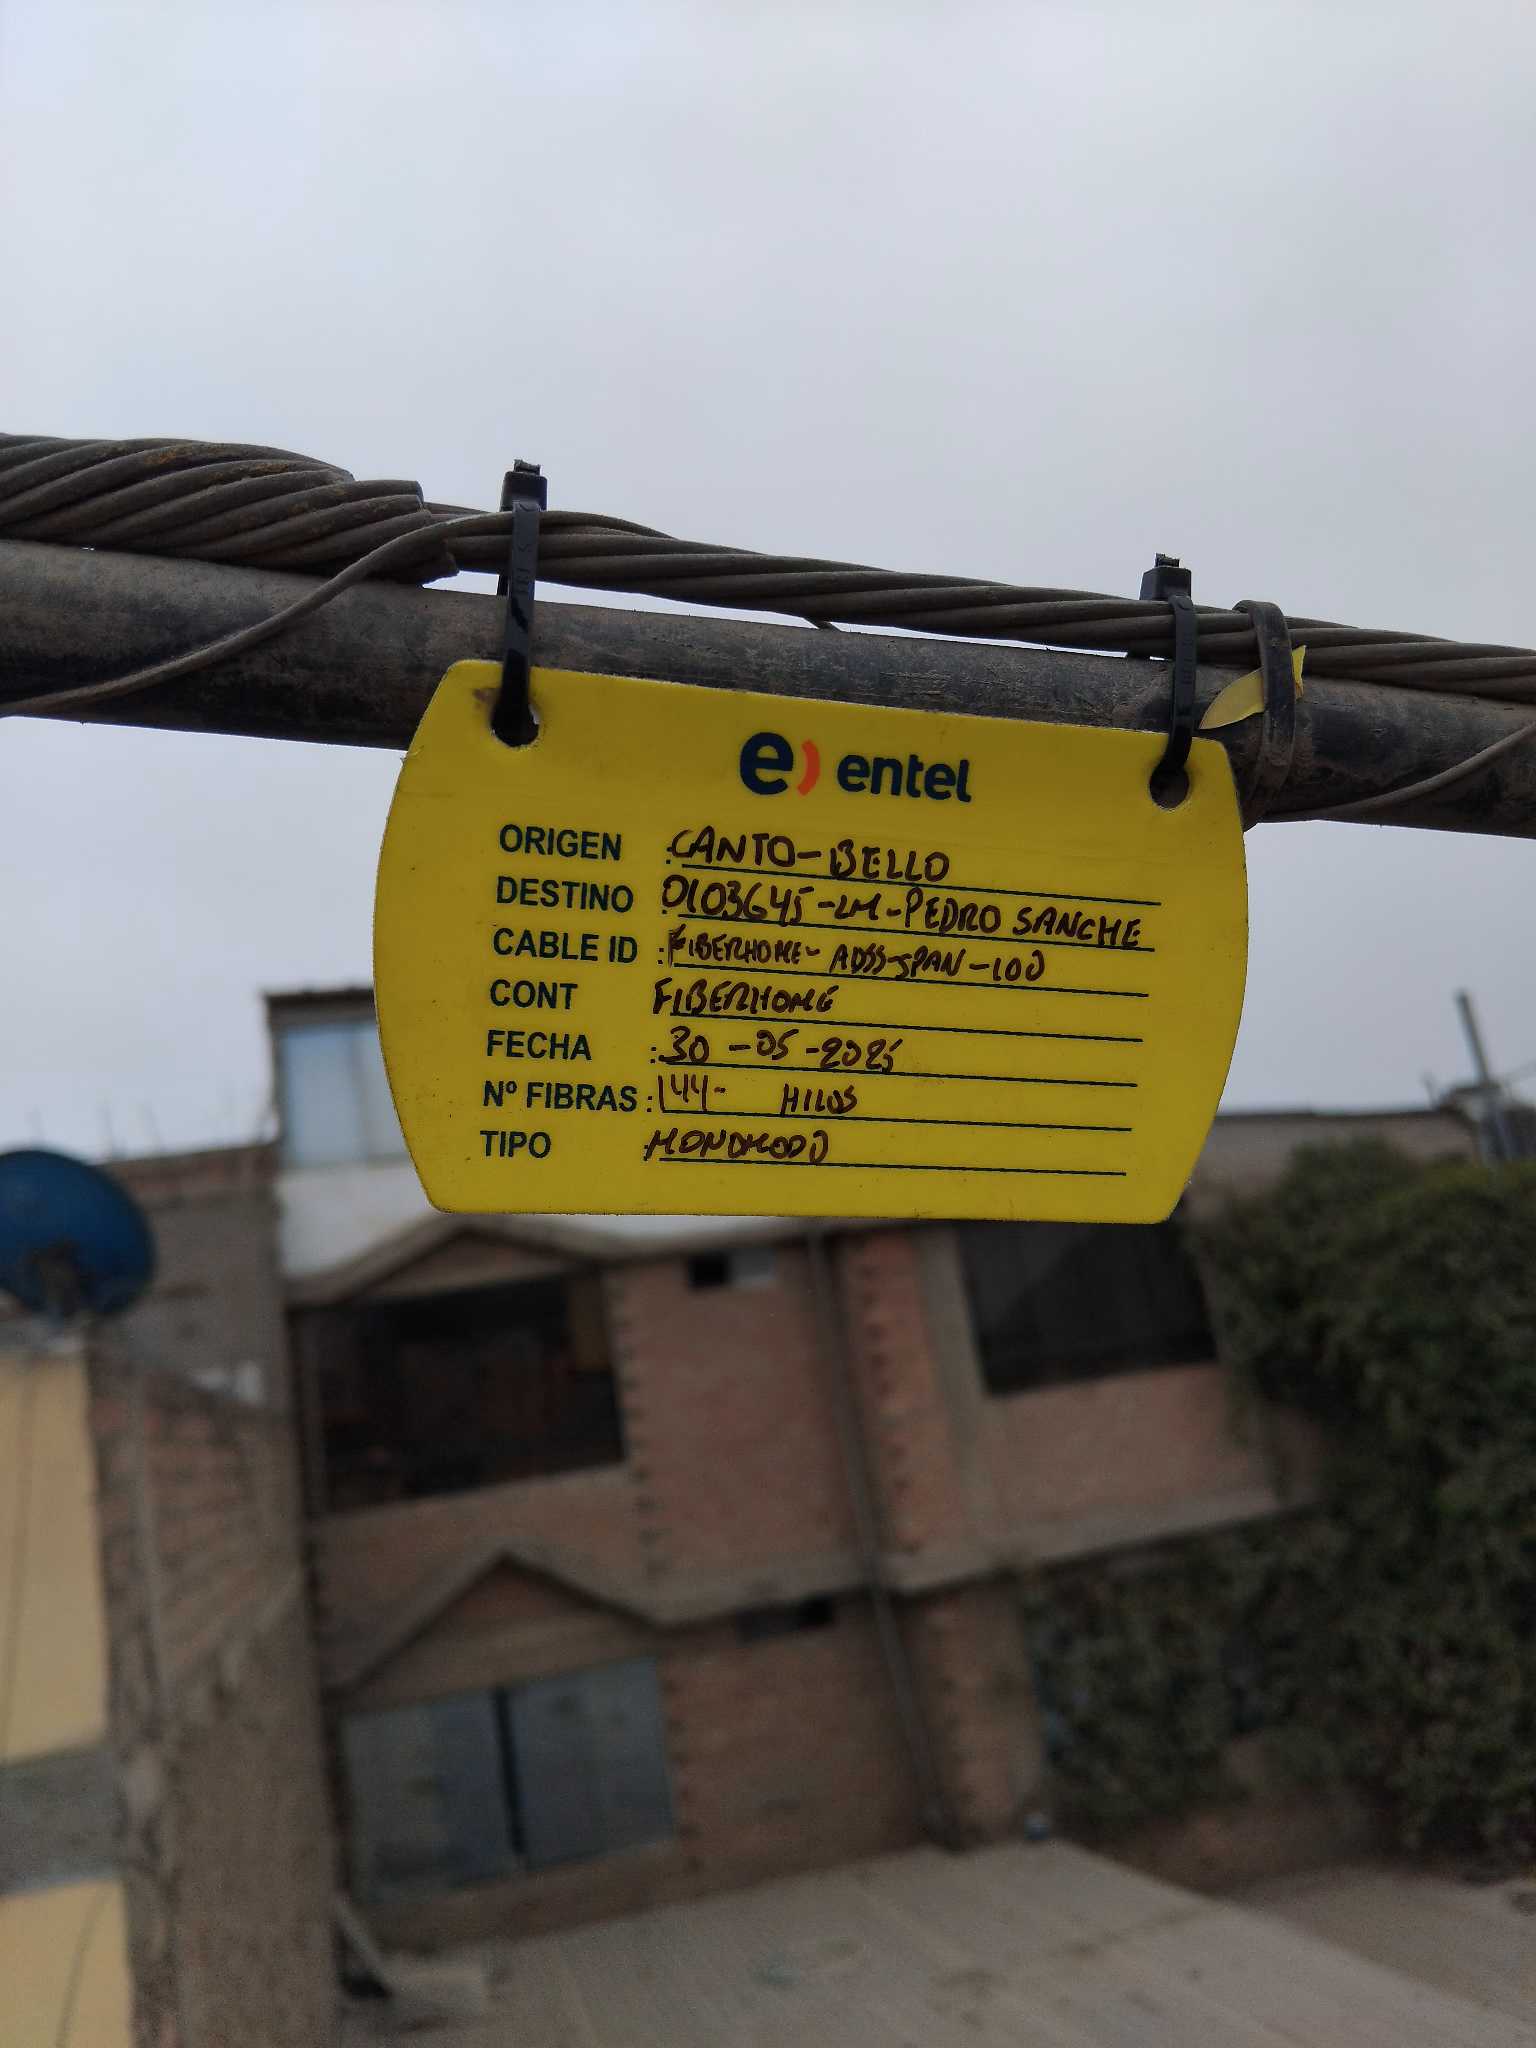 e) entel
ORIGEN : CANTO-BELLO
DESTINO : 0103645-LM-PEDRO SANCHE
CABLE ID : FIBERHOME- ADSS-SPAN-100
CONT FIBERHOME
FECHA : 30-05-2025
Nº FIBRAS : 144- HILOS
TIPO MONOMODO